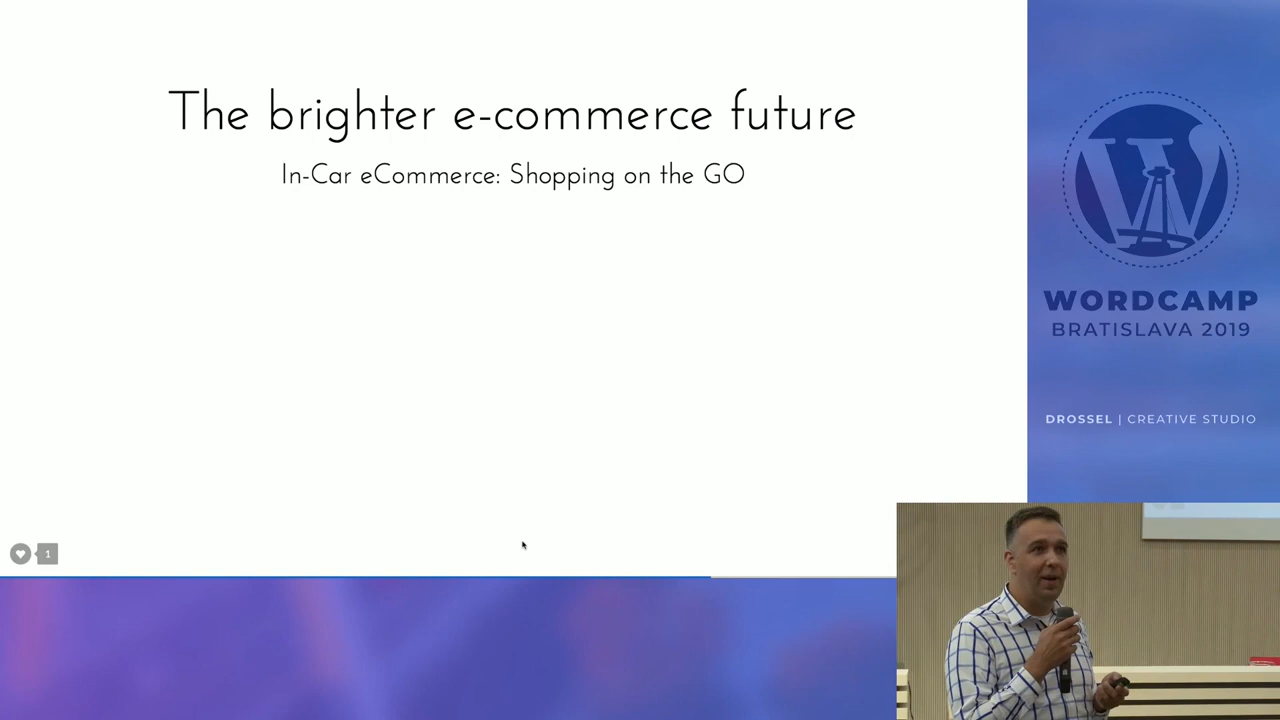 The brighter e-commerce future
In-Car eCommerce: Shopping on the GO
1
WORDCAMP
BRATISLAVA 2019
DROSSEL | CREATIVE STUDIO